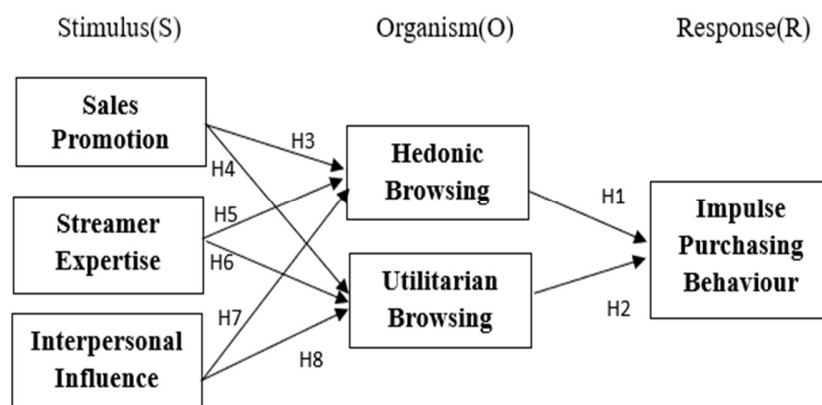 Stimulus(S)
Organism(O)
Response(R)
Sales
Promotion
Streamer
Expertise
Interpersonal
Influence
H3
H4
H5
H6
H7
H8
Hedonic
Browsing
Utilitarian
Browsing
H1
H2
Impulse
Purchasing
Behaviour